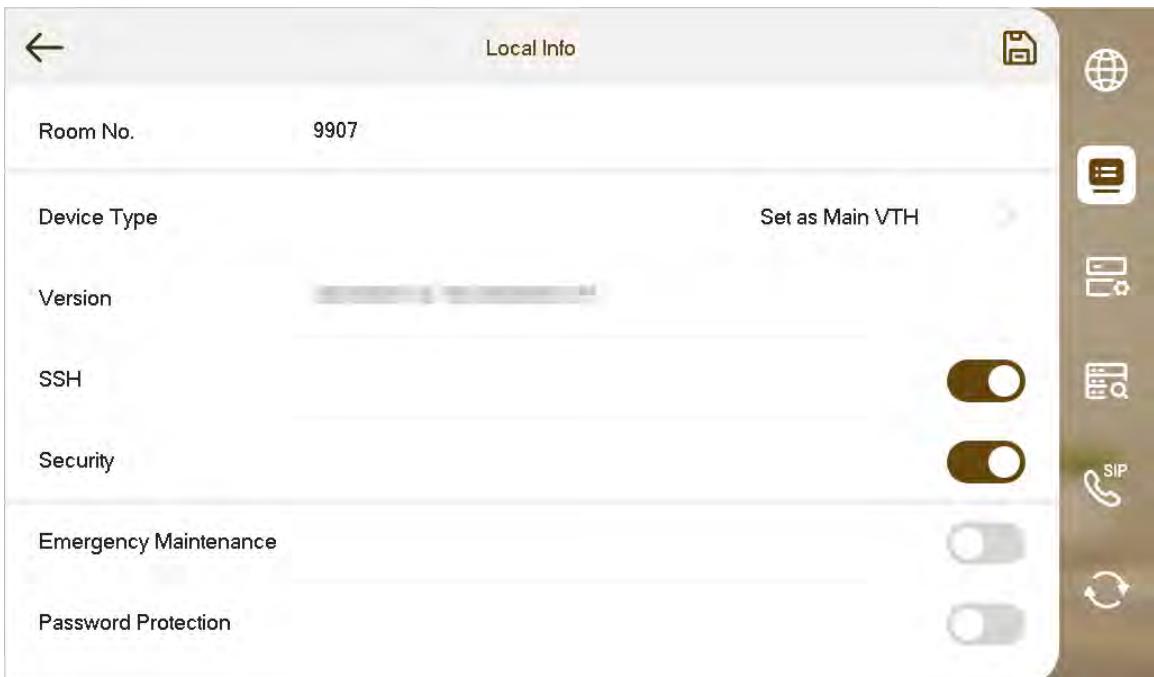 Local Info
Room No. 9907
Device Type Set as Main VTH
Version
SSH
Security
SIP
Emergency Maintenance
Password Protection